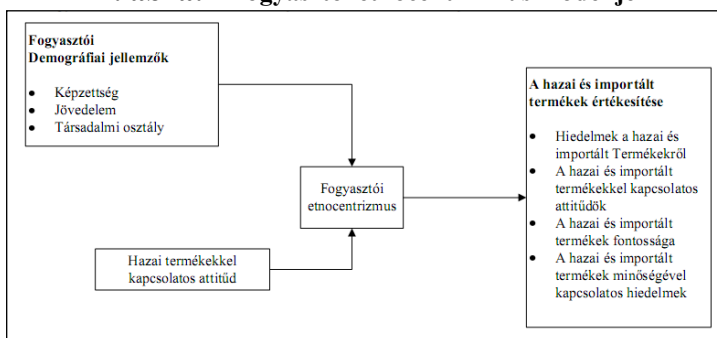 Fogyasztói
Demográfiai jellemzők
• Képzettség
• Jövedelem
• Társadalmi osztály
Fogyasztói
etnocentrizmus
Hazai termékekkel
kapcsolatos attitűd
A hazai és importált
termékek értékesítése
• Hiedelmek a hazai és
importált Termékekről
• A hazai és importált
termékekkel kapcsolatos
attitűdök
• A hazai és importált
termékek fontossága
• A hazai és importált
termékek minőségével
kapcsolatos hiedelmek